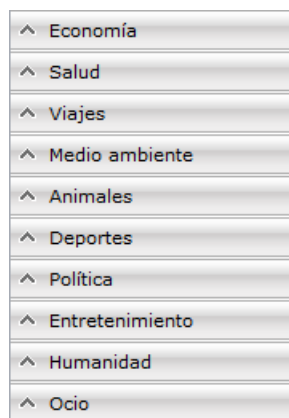 Economía
Salud
Viajes
Medio ambiente
Animales
Deportes
Política
Entretenimiento
Humanidad
Ocio